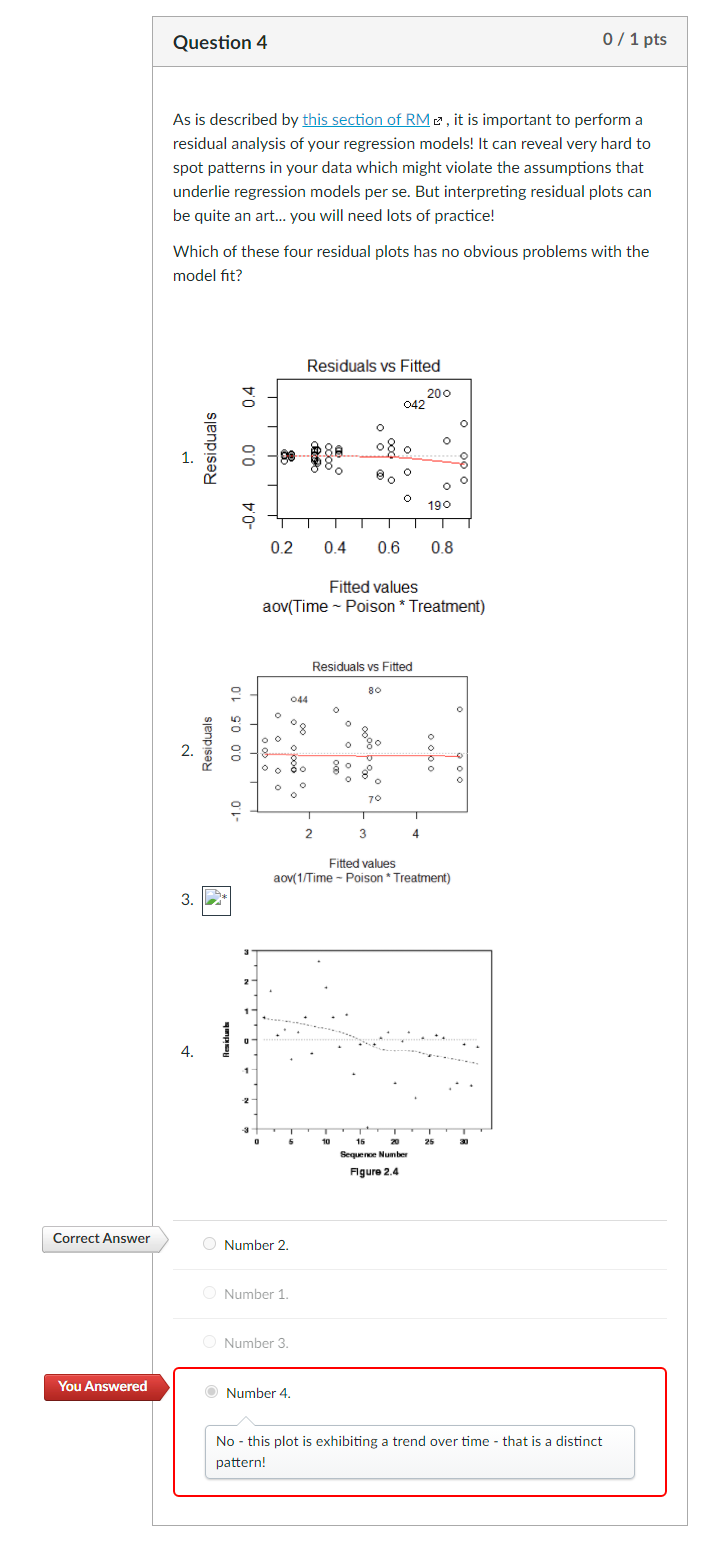 Question 4
0 / 1 pts
As is described by this section of RM , it is important to perform a
residual analysis of your regression models! It can reveal very hard to
spot patterns in your data which might violate the assumptions that
underlie regression models per se. But interpreting residual plots can
be quite an art... you will need lots of practice!
Which of these four residual plots has no obvious problems with the
model fit?
1.
Residuals vs Fitted
Residuals
0.4
0.0
-0.4
20
42
19
0.2 0.4 0.6 0.8
Fitted values
aov(Time ~ Poison * Treatment)
2.
Residuals vs Fitted
Residuals
1.0
0.5
0.0
-1.0
44
8
7
2 3 4
Fitted values
aov(1/Time ~ Poison * Treatment)
3.
*
4.
Residuals
3
2
1
0
-1
-2
-3
0 5 10 15 20 25 30
Sequence Number
Figure 2.4
Correct Answer
Number 2.
Number 1.
Number 3.
You Answered
Number 4.
No - this plot is exhibiting a trend over time - that is a distinct
pattern!